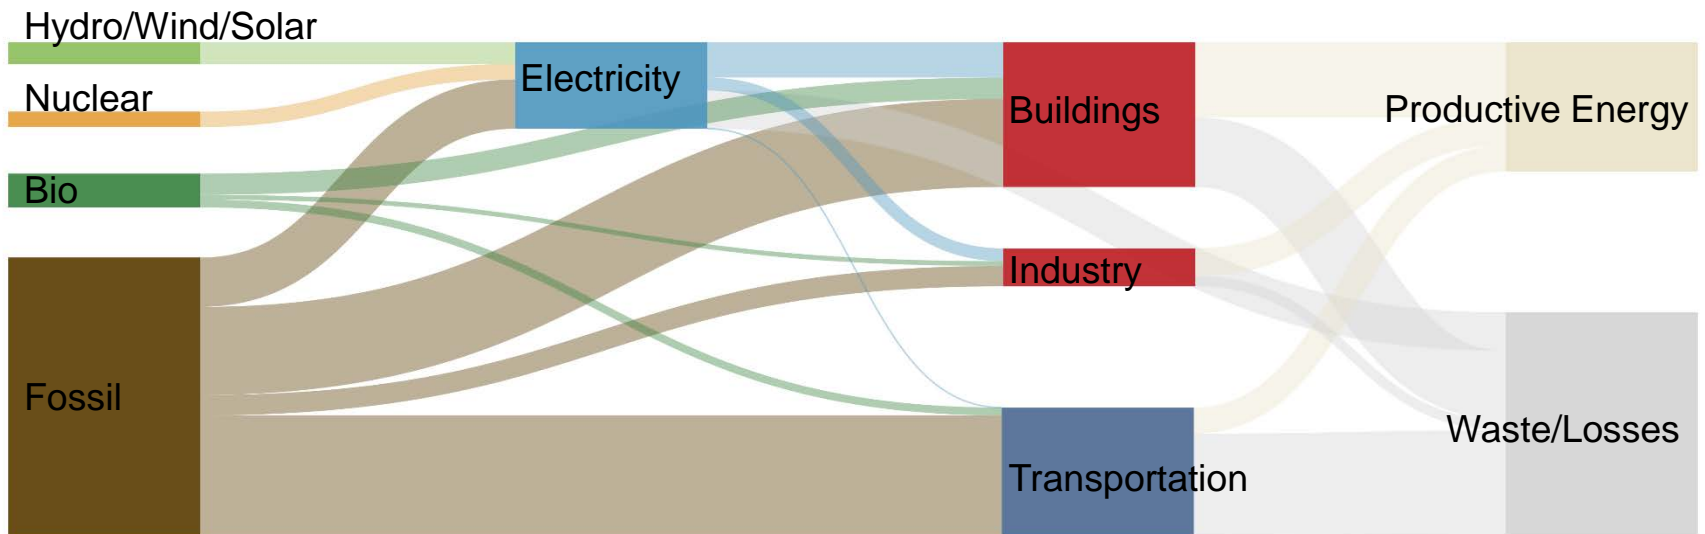 Hydro/Wind/Solar
Nuclear
Bio
Fossil
Electricity
Buildings
Industry
Transportation
Productive Energy
Waste/Losses